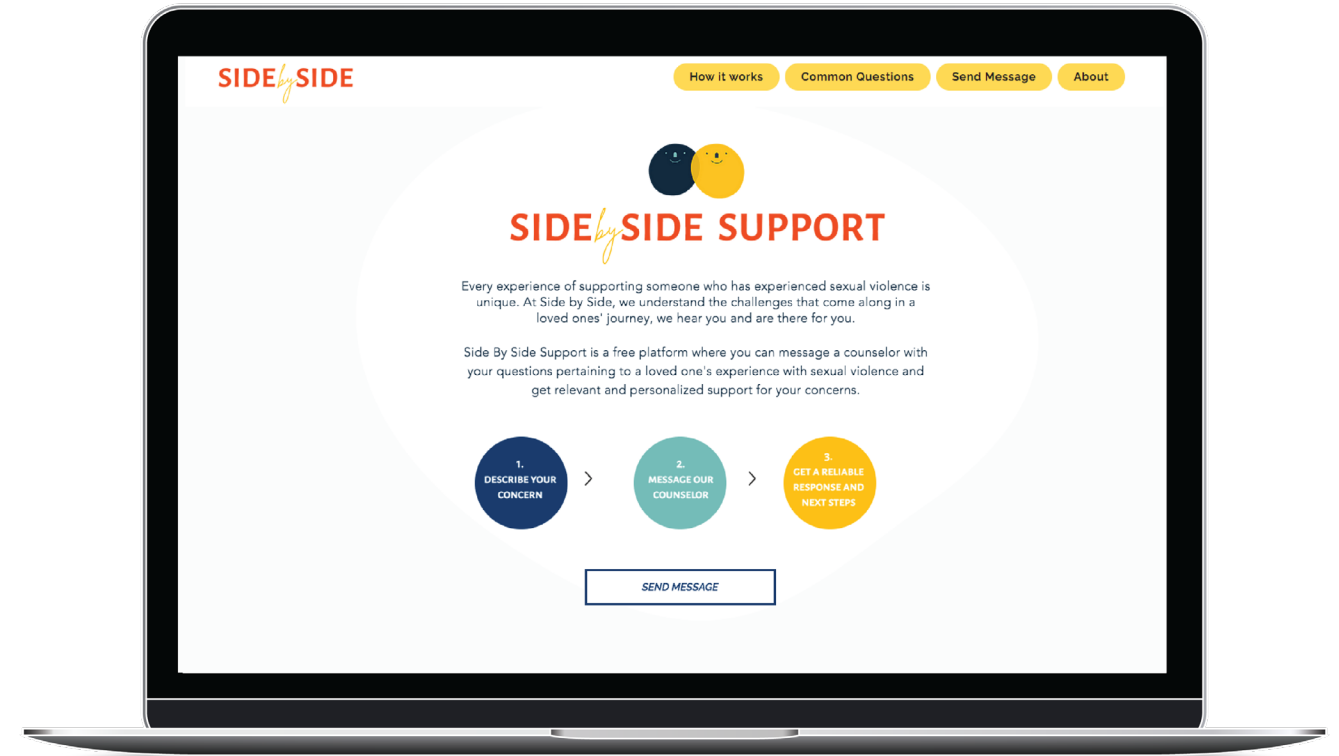 SIDE by SIDE
How it works
Common Questions
Send Message
About
SIDE by SIDE SUPPORT
Every experience of supporting someone who has experienced sexual violence is
unique. At Side by Side, we understand the challenges that come along in a
loved ones' journey, we hear you and are there for you.
Side By Side Support is a free platform where you can message a counselor with
your questions pertaining to a loved one's experience with sexual violence and
get relevant and personalized support for your concerns.
1.
DESCRIBE YOUR
CONCERN
2.
MESSAGE OUR
COUNSELOR
3.
GET A RELIABLE
RESPONSE AND
NEXT STEPS
SEND MESSAGE